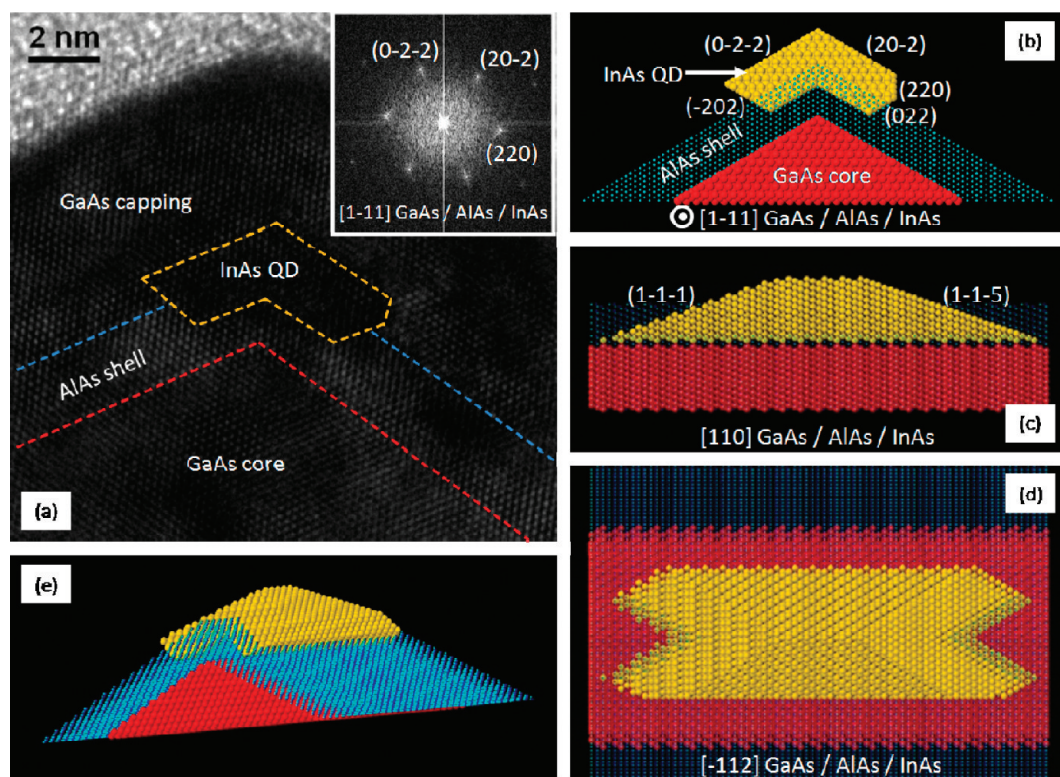 2 nm
(0-2-2)
(20-2)
(220)
[1-11] GaAs / AlAs / InAs
GaAs capping
InAs QD
AlAs shell
GaAs core
(a)
(b)
(0-2-2)
(20-2)
InAs QD
(220)
(-202)
(022)
AlAs shell
GaAs core
[1-11] GaAs / AlAs / InAs
(1-1-1)
(1-1-5)
(c)
[110] GaAs / AlAs / InAs
(d)
[-112] GaAs / AlAs / InAs
(e)